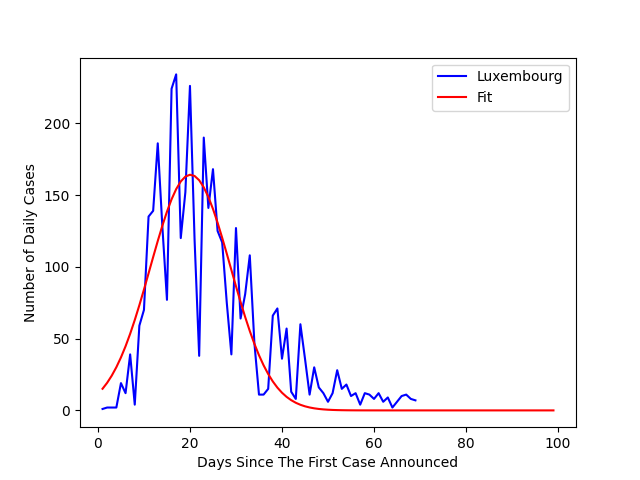 Luxembourg
Fit
Number of Daily Cases
200
150
100
50
0
0 20 40 60 80 100
Days Since The First Case Announced